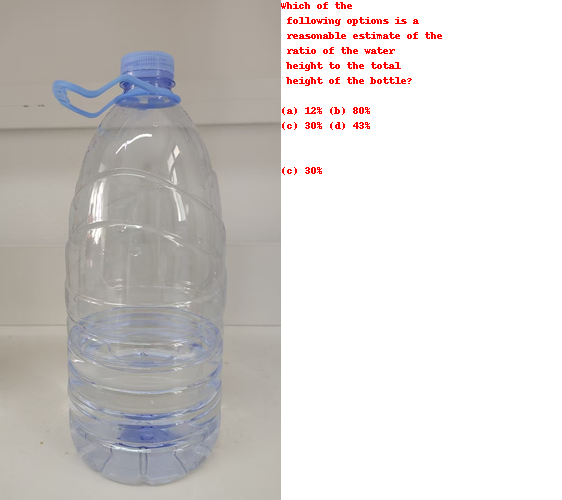 Which of the
following options is a
reasonable estimate of the
ratio of the water
height to the total
height of the bottle?
(a) 12% (b) 80%
(c) 30% (d) 43%
(c) 30%